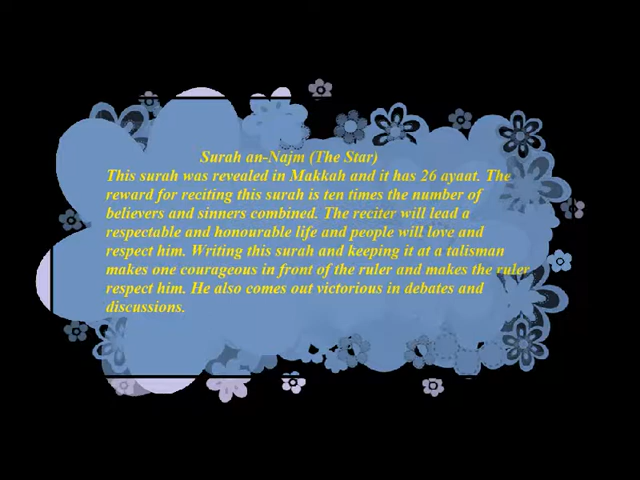 Surah an-Najm (The Star)
This surah was revealed in Makkah and it has 26 ayaat. The
reward for reciting this surah is ten times the number of
believers and sinners combined. The reciter will lead a
respectable and honourable life and people will love and
respect him. Writing this surah and keeping it at a talisman
makes one courageous in front of the ruler and makes the ruler
respect him. He also comes out victorious in debates and
discussions.